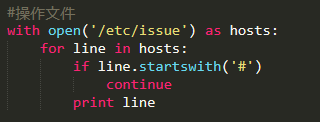 #操作文件
with open('/etc/issue') as hosts:
    for line in hosts:
        if line.startswith('#')
            continue
        print line